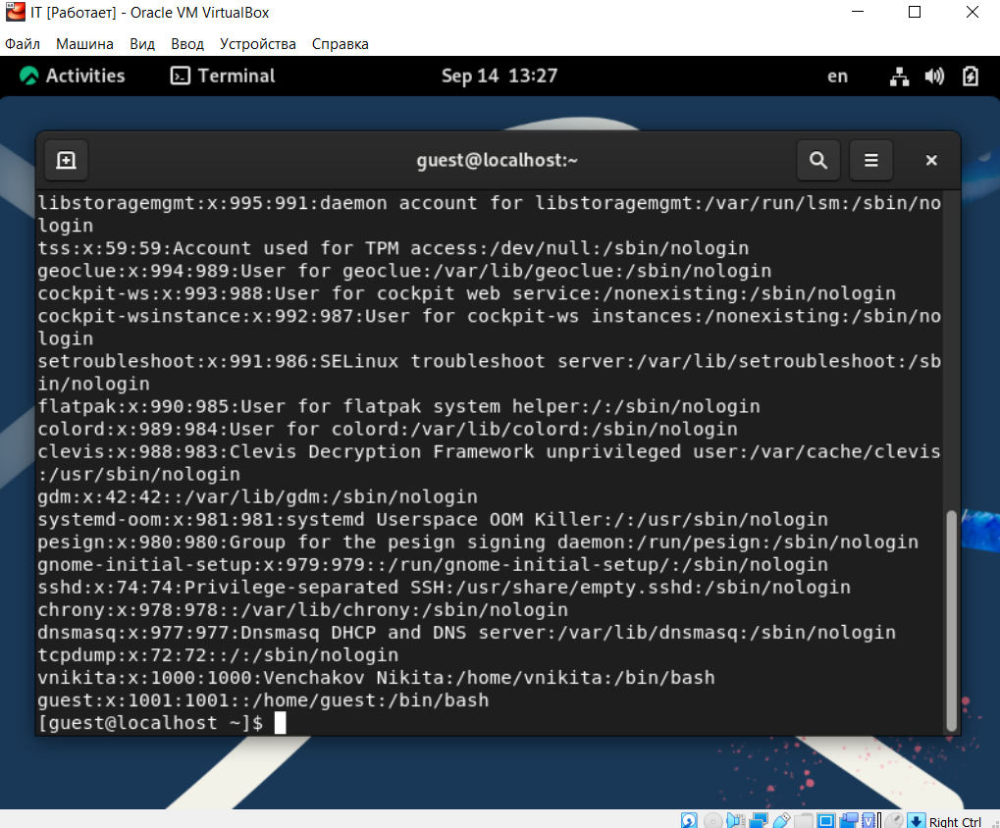 IT [Работает] - Oracle VM VirtualBox
Файл Машина Вид Ввод Устройства Справка
Activities Terminal Sep 14 13:27 en
guest@localhost:~
libstoragemgmt:x:995:991:daemon account for libstoragemgmt:/var/run/lsm:/sbin/no
login
tss:x:59:59:Account used for TPM access:/dev/null:/sbin/nologin
geoclue:x:994:989:User for geoclue:/var/lib/geoclue:/sbin/nologin
cockpit-ws:x:993:988:User for cockpit web service:/nonexisting:/sbin/nologin
cockpit-wsinstance:x:992:987:User for cockpit-ws instances:/nonexisting:/sbin/no
login
setroubleshoot:x:991:986:SELinux troubleshoot server:/var/lib/setroubleshoot:/sb
in/nologin
flatpak:x:990:985:User for flatpak system helper:/:/sbin/nologin
colord:x:989:984:User for colord:/var/lib/colord:/sbin/nologin
clevis:x:988:983:Clevis Decryption Framework unprivileged user:/var/cache/clevis
:/usr/sbin/nologin
gdm:x:42:42::/var/lib/gdm:/sbin/nologin
systemd-oom:x:981:981:systemd Userspace OOM Killer:/:/usr/sbin/nologin
pesign:x:980:980:Group for the pesign signing daemon:/run/pesign:/sbin/nologin
gnome-initial-setup:x:979:979::/run/gnome-initial-setup/:/sbin/nologin
sshd:x:74:74:Privilege-separated SSH:/usr/share/empty.sshd:/sbin/nologin
chrony:x:978:978::/var/lib/chrony:/sbin/nologin
dnsmasq:x:977:977:Dnsmasq DHCP and DNS server:/var/lib/dnsmasq:/sbin/nologin
tcpdump:x:72:72::/:/sbin/nologin
vnikita:x:1000:1000:Venchakov Nikita:/home/vnikita:/bin/bash
guest:x:1001:1001::/home/guest:/bin/bash
[guest@localhost ~]$
Right Ctrl